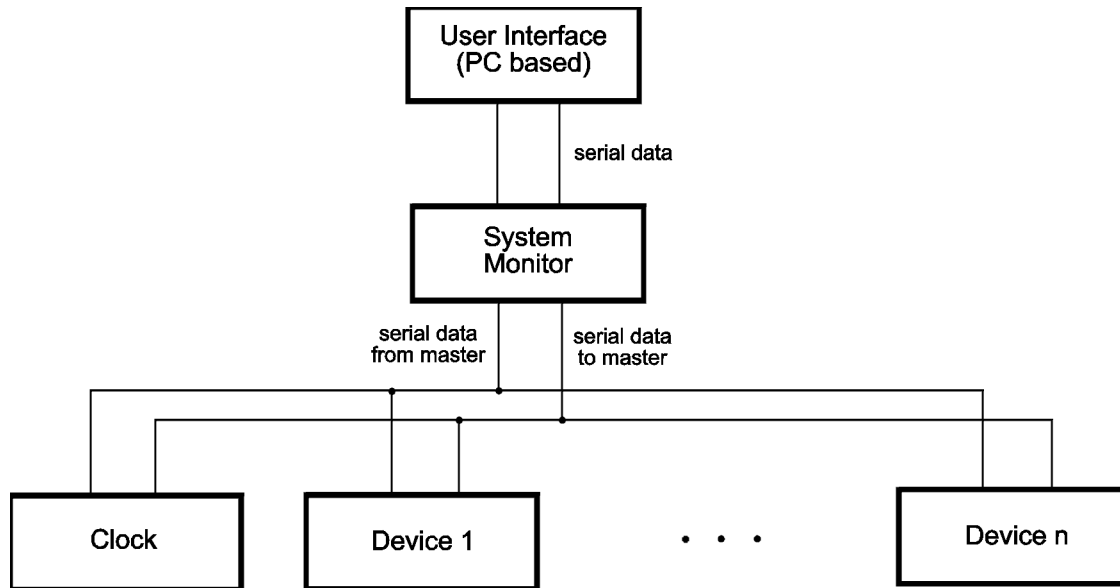 User Interface
(PC based)
serial data
System
Monitor
serial data
from master
serial data
to master
Clock
Device 1
. . .
Device n